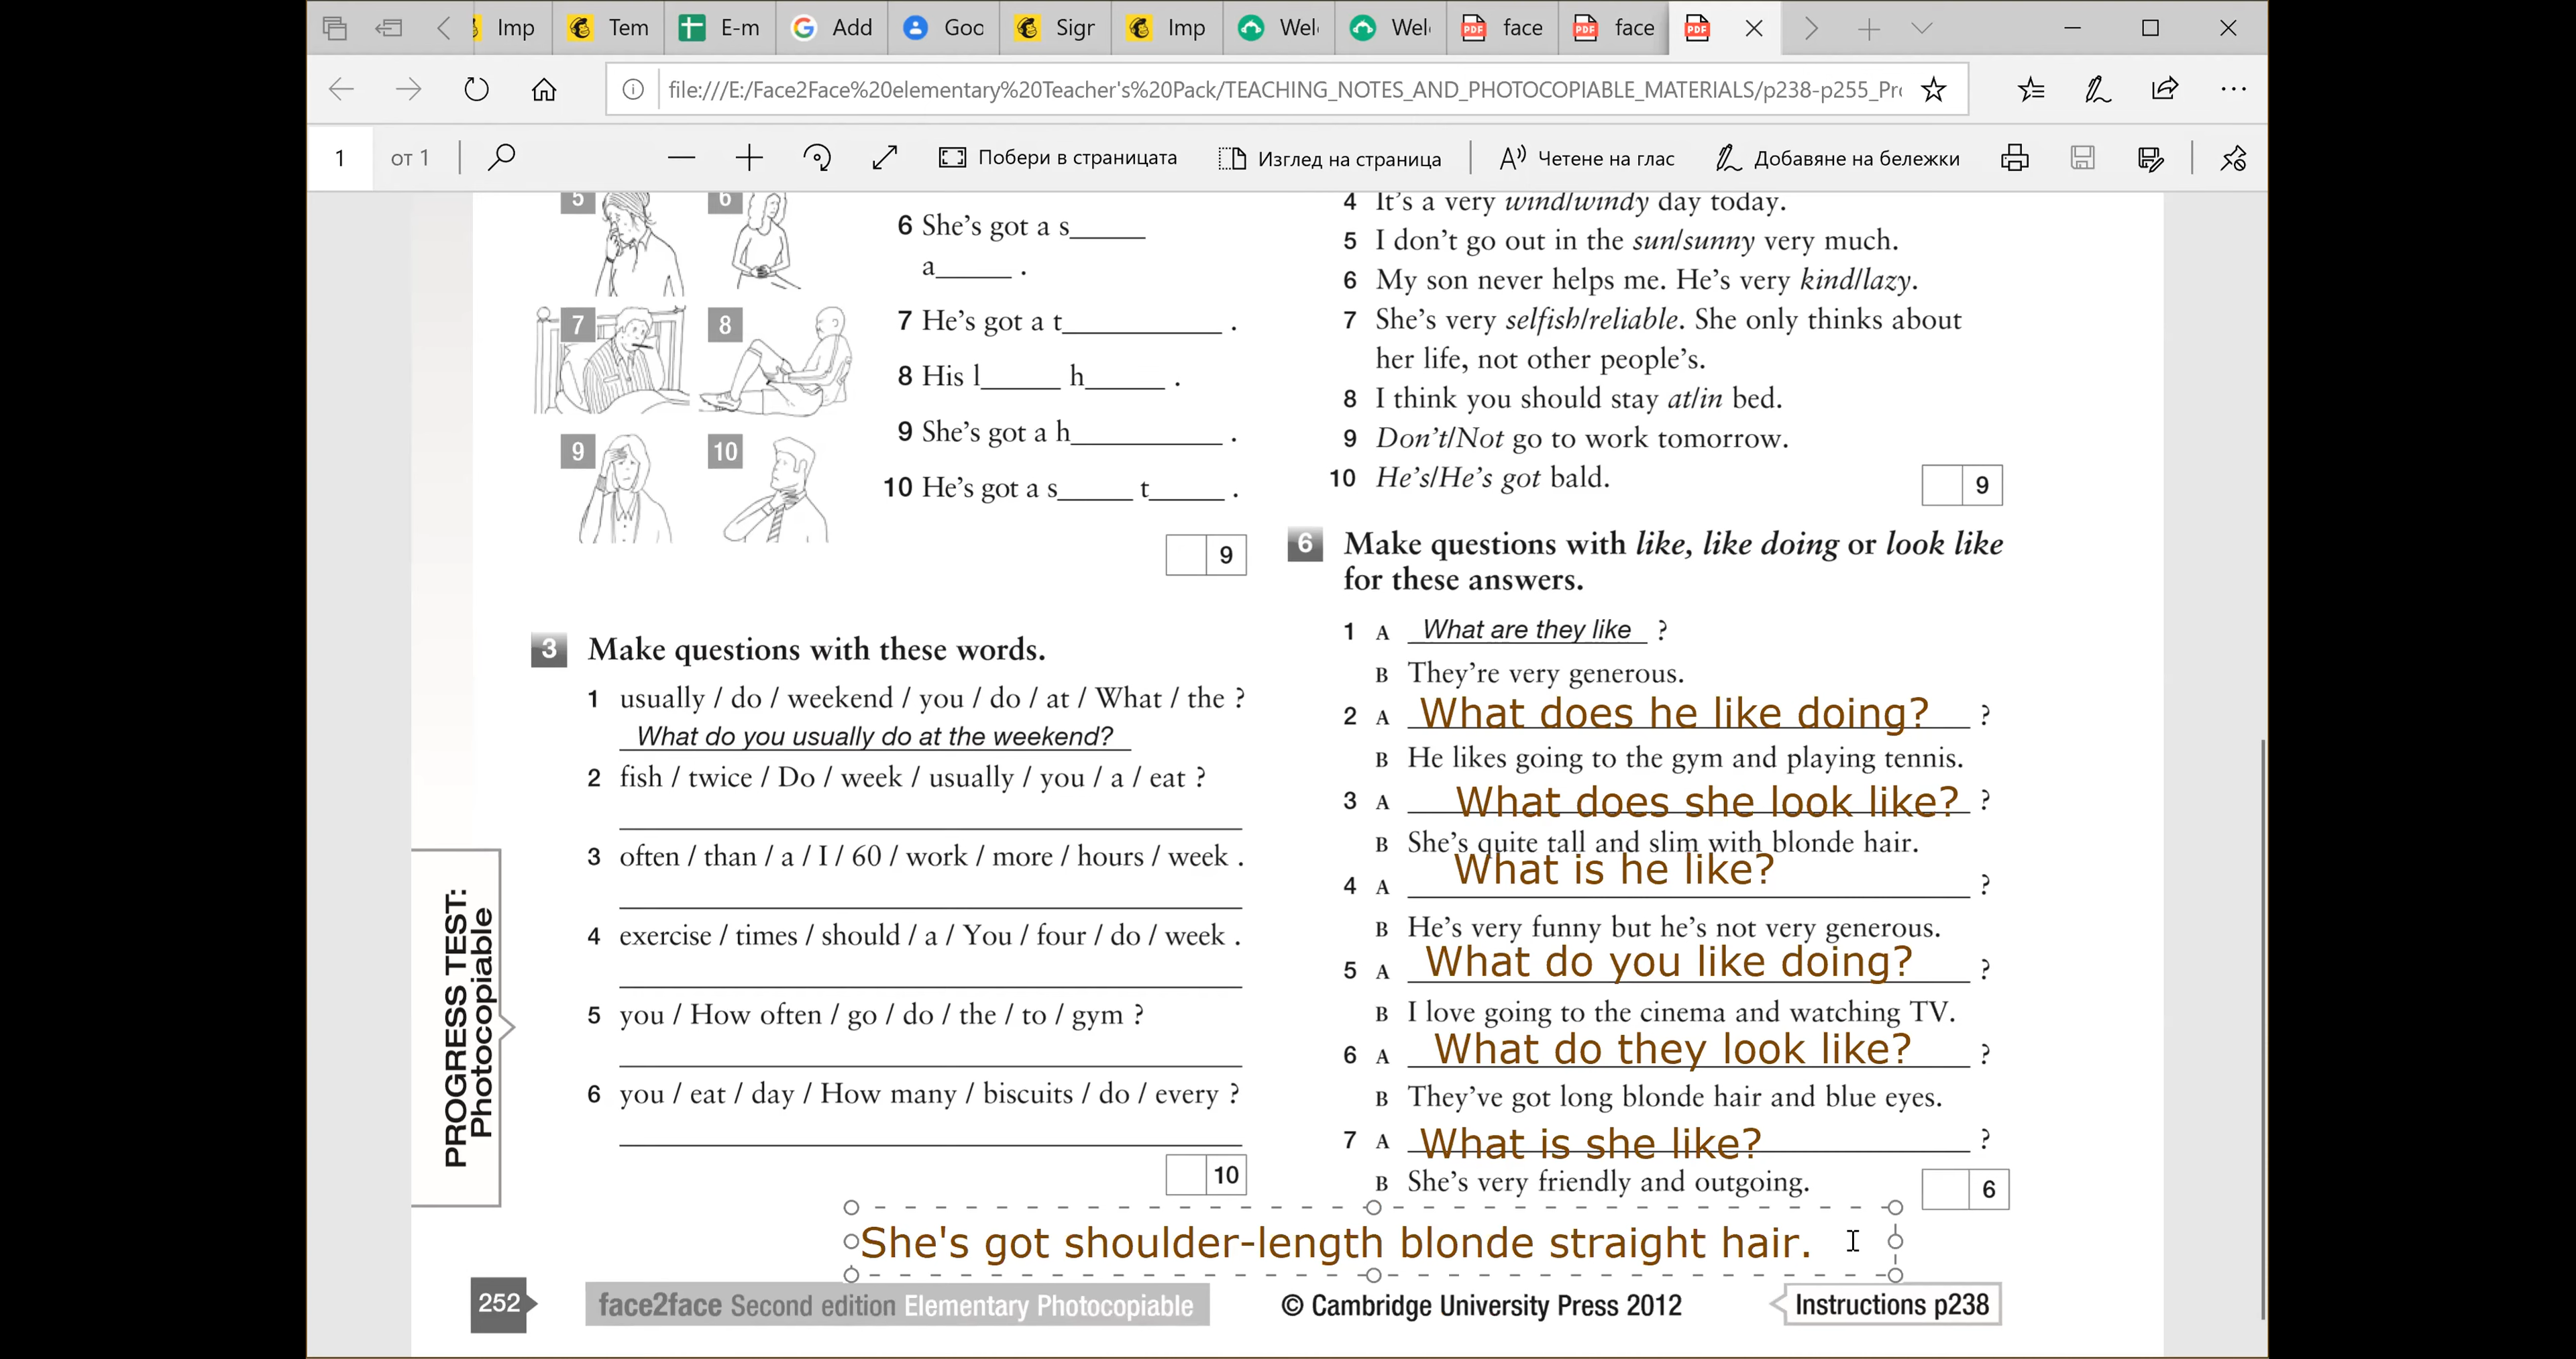 Imp
Tem
E-m
Add
Goc
Sigr
Imp
Wel
Wel
face
face
file:///E:/Face2Face%20elementary%20Teacher's%20Pack/TEACHING_NOTES_AND_PHOTOCOPIABLE_MATERIALS/p238-p255_Pr
1 от 1
Побери в страницата
Изглед на страница
Четене на глас
Добавяне на бележки
5
6
7
8
9
10
6 She's got a s_____
a_____ .
7 He's got a t__________ .
8 His l_____ h_____ .
9 She's got a h__________ .
10 He's got a s_____ t_____ .
9
3 Make questions with these words.
1 usually / do / weekend / you / do / at / What / the ?
What do you usually do at the weekend?
2 fish / twice / Do / week / usually / you / a / eat ?
3 often / than / a / I / 60 / work / more / hours / week .
4 exercise / times / should / a / You / four / do / week .
5 you / How often / go / do / the / to / gym ?
6 you / eat / day / How many / biscuits / do / every ?
10
PROGRESS TEST:
Photocopiable
4 It's a very wind/windy day today.
5 I don't go out in the sun/sunny very much.
6 My son never helps me. He's very kind/lazy.
7 She's very selfish/reliable. She only thinks about
her life, not other people's.
8 I think you should stay at/in bed.
9 Don't/Not go to work tomorrow.
10 He's/He's got bald.
9
6 Make questions with like, like doing or look like
for these answers.
1 A What are they like ?
B They're very generous.
2 A What does he like doing? ?
B He likes going to the gym and playing tennis.
3 A What does she look like? ?
B She's quite tall and slim with blonde hair.
4 A What is he like? ?
B He's very funny but he's not very generous.
5 A What do you like doing? ?
B I love going to the cinema and watching TV.
6 A What do they look like? ?
B They've got long blonde hair and blue eyes.
7 A What is she like? ?
B She's very friendly and outgoing.
6
She's got shoulder-length blonde straight hair.
252 face2face Second edition Elementary Photocopiable © Cambridge University Press 2012 Instructions p238